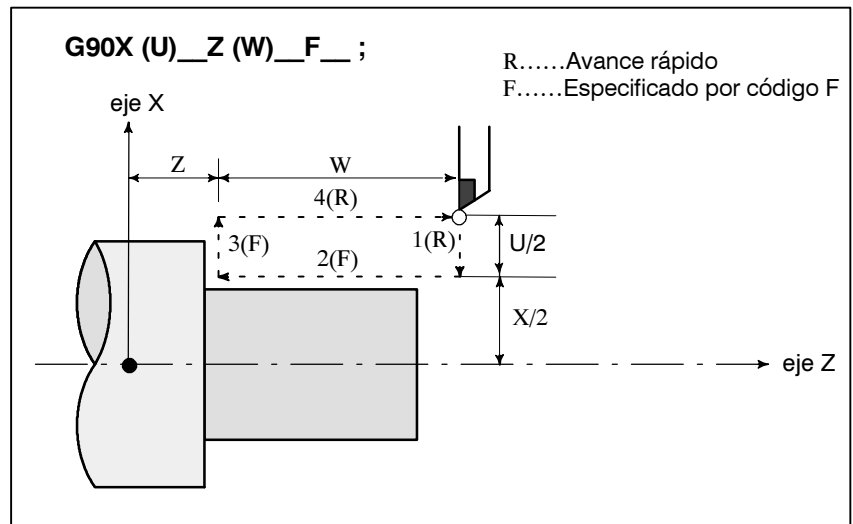 G90X (U)__Z (W)__F__ ;
R……Avance rápido
F……Especificado por código F
eje X
Z
W
4(R)
3(F)
2(F)
1(R)
U/2
X/2
eje Z